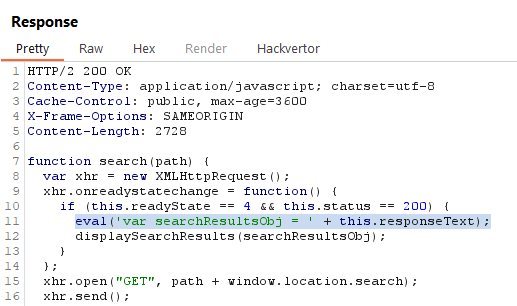 Response
Pretty Raw Hex Render Hackvertor
1 HTTP/2 200 OK
2 Content-Type: application/javascript; charset=utf-8
3 Cache-Control: public, max-age=3600
4 X-Frame-Options: SAMEORIGIN
5 Content-Length: 2728
6
7 function search(path) {
8 var xhr = new XMLHttpRequest();
9 xhr.onreadystatechange = function() {
10 if (this.readyState == 4 && this.status == 200) {
11 eval('var searchResultsObj = ' + this.responseText);
12 displaySearchResults(searchResultsObj);
13 }
14 };
15 xhr.open("GET", path + window.location.search);
16 xhr.send();